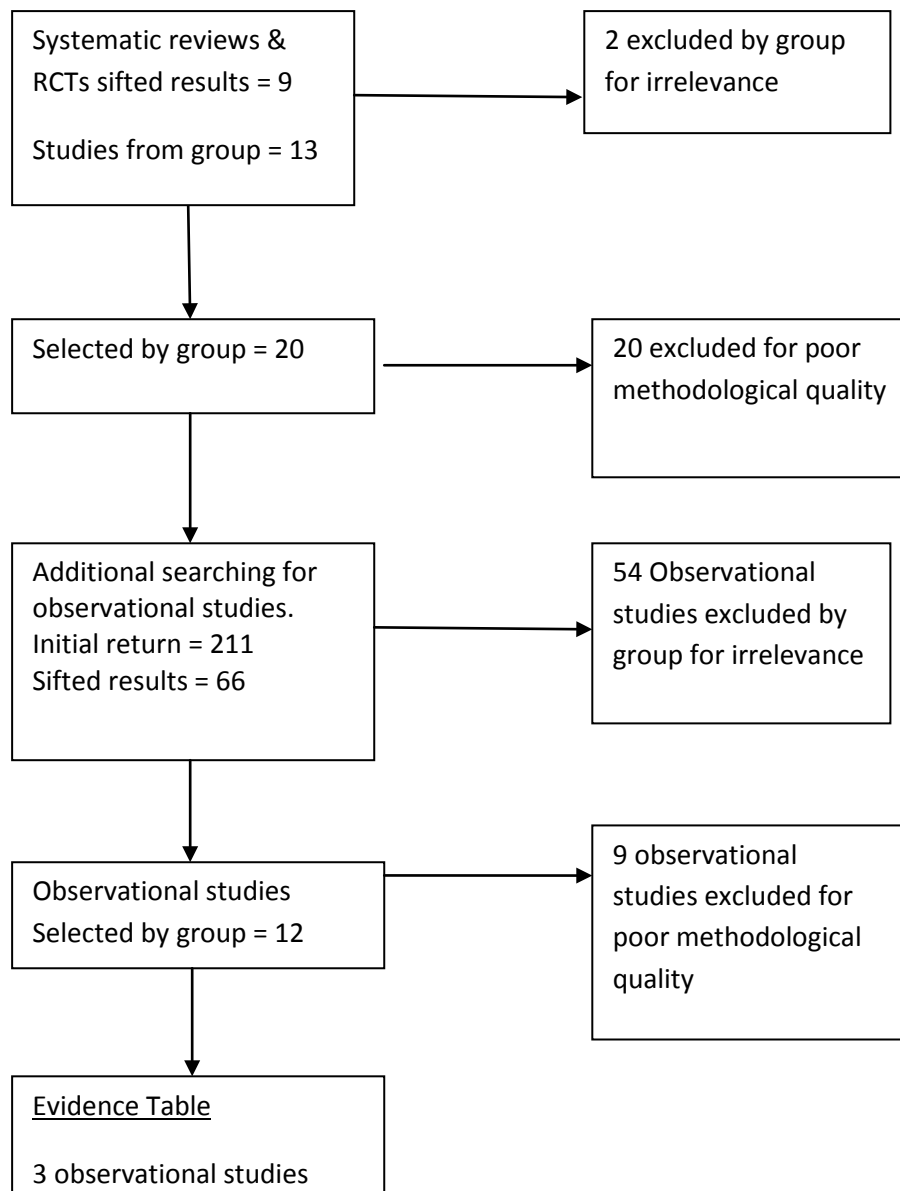 Systematic reviews &
RCTs sifted results = 9
Studies from group = 13
2 excluded by group
for irrelevance
Selected by group = 20
20 excluded for poor
methodological quality
Additional searching for
observational studies.
Initial return = 211
Sifted results = 66
54 Observational
studies excluded by
group for irrelevance
Observational studies
Selected by group = 12
9 observational
studies excluded for
poor methodological
quality
Evidence Table
3 observational studies